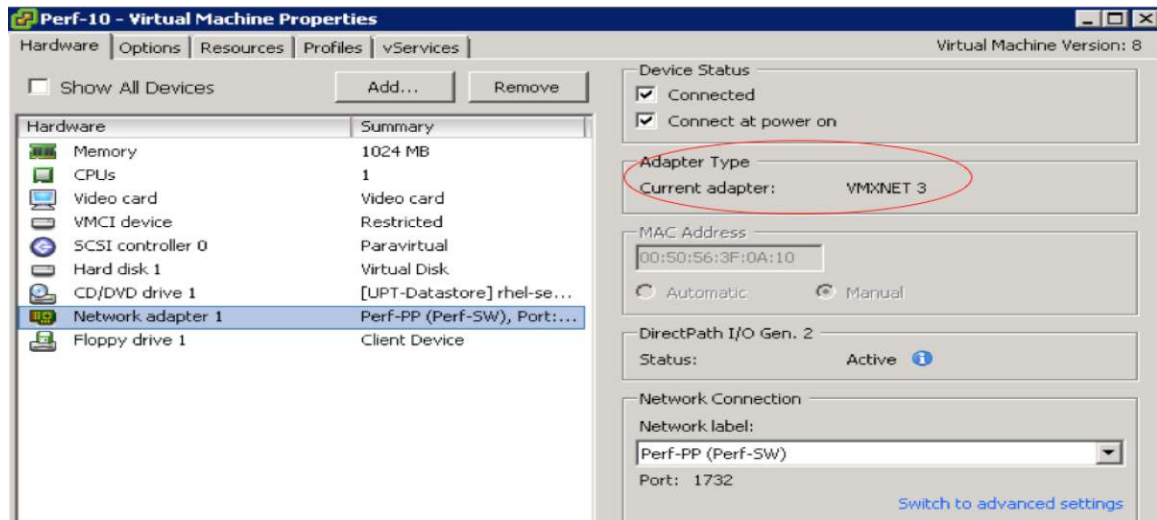 Perf-10 - Virtual Machine Properties
Hardware Options Resources Profiles vServices Virtual Machine Version: 8
Show All Devices Add... Remove
Hardware Summary
Memory 1024 MB
CPUs 1
Video card Video card
VMCI device Restricted
SCSI controller 0 Paravirtual
Hard disk 1 Virtual Disk
CD/DVD drive 1 [UPT-Datastore] rhel-se...
Network adapter 1 Perf-PP (Perf-SW), Port:...
Floppy drive 1 Client Device
Device Status
Connected
Connect at power on
Adapter Type
Current adapter: VMXNET 3
MAC Address
00:50:56:3F:0A:10
Automatic Manual
DirectPath I/O Gen. 2
Status: Active
Network Connection
Network label:
Perf-PP (Perf-SW)
Port: 1732
Switch to advanced settings